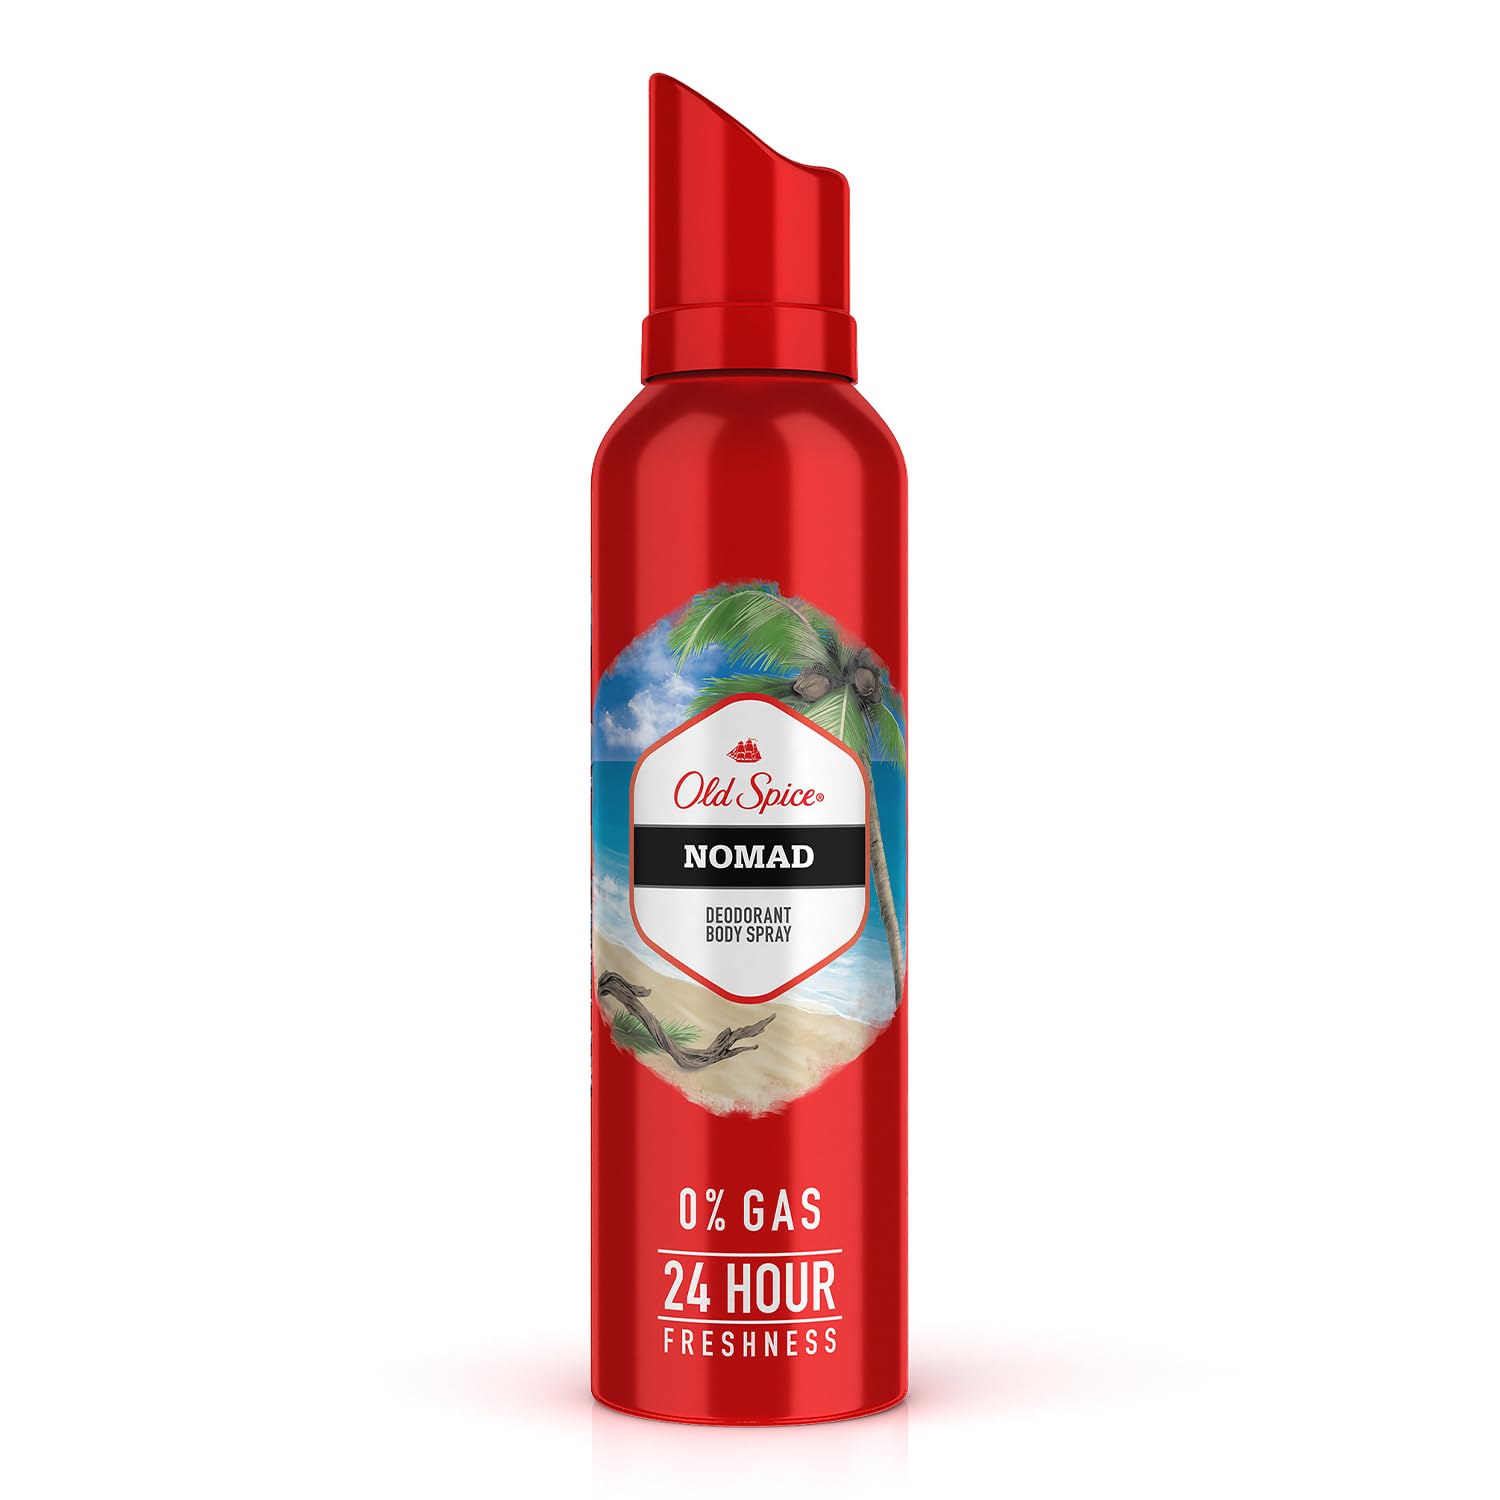 Old Spice®
NOMAD
DEODORANT
BODY SPRAY
0% GAS
24 HOUR
FRESHNESS